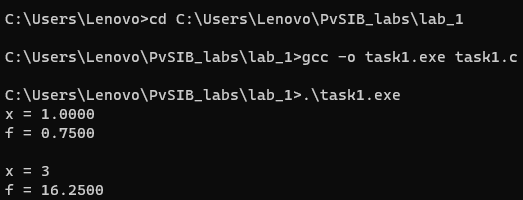 C:\Users\Lenovo>cd C:\Users\Lenovo\PvSIB_labs\lab_1
C:\Users\Lenovo\PvSIB_labs\lab_1>gcc -o task1.exe task1.c
C:\Users\Lenovo\PvSIB_labs\lab_1>.\task1.exe
x = 1.0000
f = 0.7500
x = 3
f = 16.2500